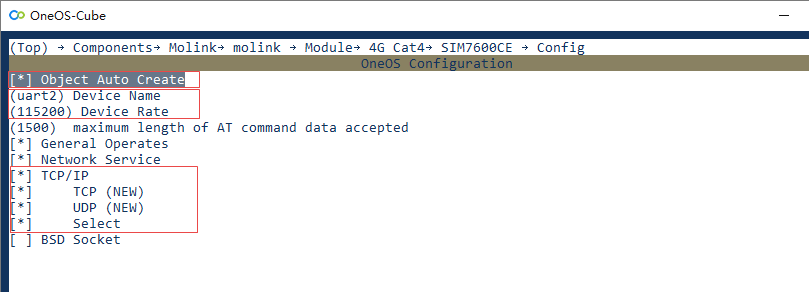 OneOS-Cube
(Top) → Components→ Molink→ molink → Module→ 4G Cat4→ SIM7600CE → Config
OneOS Configuration
[*] Object Auto Create
(uart2) Device Name
(115200) Device Rate
(1500)  maximum length of AT command data accepted
[*] General Operates
[*] Network Service
[*] TCP/IP
[*]     TCP (NEW)
[*]     UDP (NEW)
[*]     Select
[ ] BSD Socket